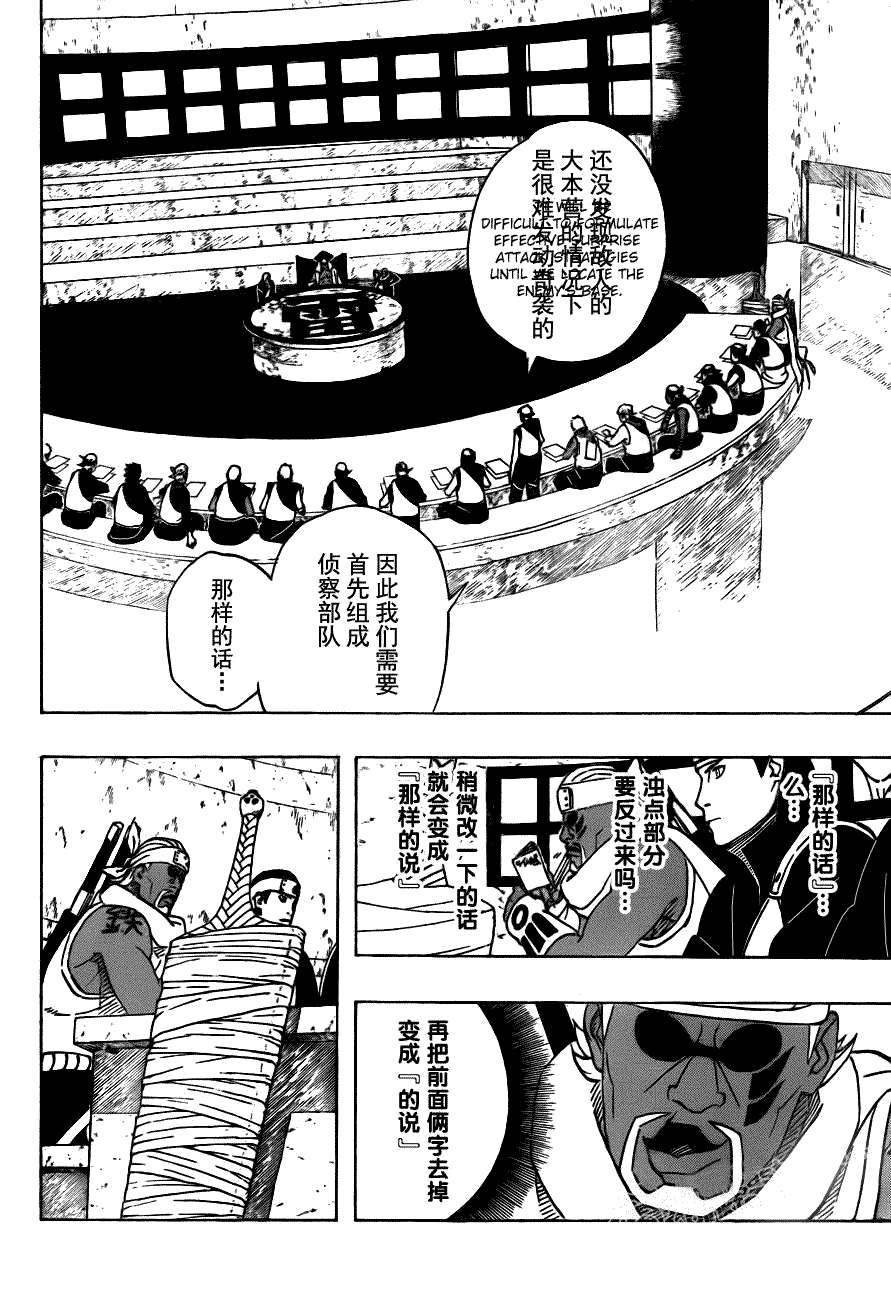 还没发现敌人的
大本营的情况下
是很难发动奇袭的
DIFFICULT TO FORMULATE
EFFECTIVE SURPRISE
ATTACK STRATEGIES
UNTIL WE LOCATE THE
ENEMY'S BASE.
雷
因此我们需要
首先组成
侦察部队
那样的话…
『那样的话』…
么…
浊点部分
要反过来吗…
稍微改一下的话
就会变成
『那样的说』
鉄
再把前面俩字去掉
变成『的说』